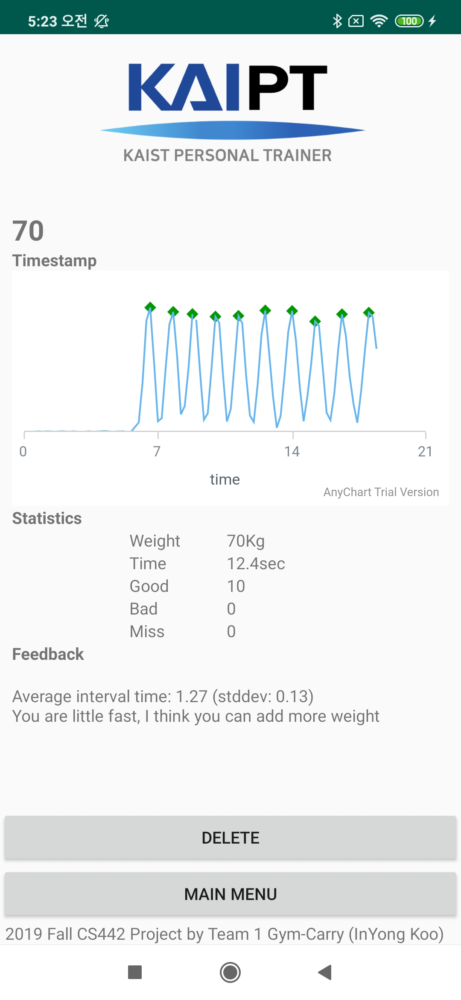 5:23 오전
100
KAIPT
KAIST PERSONAL TRAINER
70
Timestamp
0 7 14 21
time
AnyChart Trial Version
Statistics
Weight 70Kg
Time 12.4sec
Good 10
Bad 0
Miss 0
Feedback
Average interval time: 1.27 (stddev: 0.13)
You are little fast, I think you can add more weight
DELETE
MAIN MENU
2019 Fall CS442 Project by Team 1 Gym-Carry (InYong Koo)